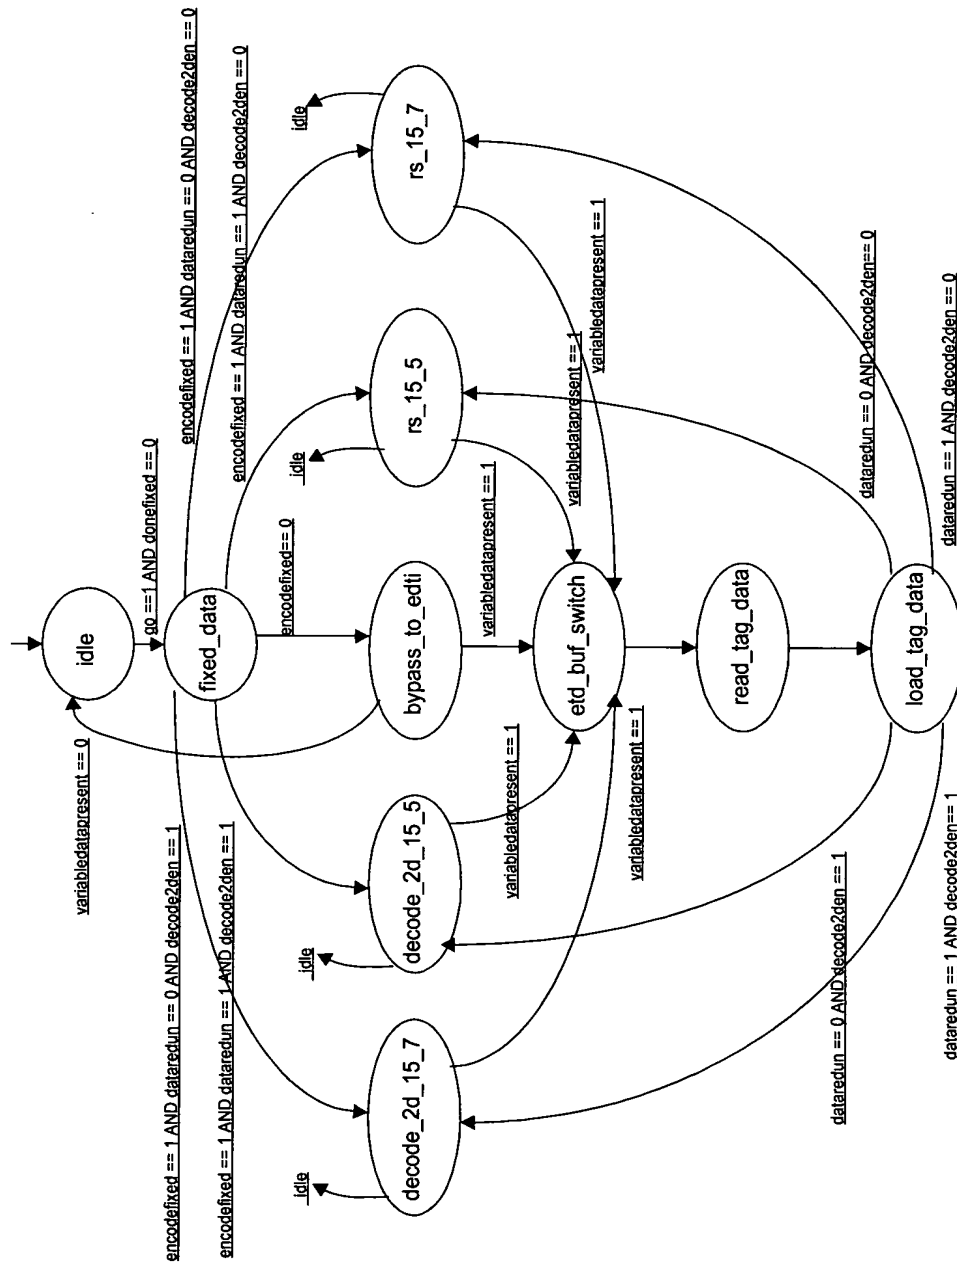 encodefixed == 1 AND dataredun == 0 AND decode2den == 1
encodefixed == 1 AND dataredun == 1 AND decode2den == 1
variabledatapresent == 0
idle
go ==1 AND donefixed == 0
fixed_data
encodefixed == 1 AND dataredun == 0 AND decode2den == 0
encodefixed == 1 AND dataredun == 1 AND decode2den == 0
encodefixed== 0
idle
idle
idle
idle
decode_2d_15_7
decode_2d_15_5
bypass_to_edti
rs_15_5
rs_15_7
variabledatapresent == 1
variabledatapresent == 1
variabledatapresent == 1
variabledatapresent == 1
variabledatapresent == 1
etd_buf_switch
read_tag_data
load_tag_data
dataredun == 0 AND decode2den == 1
dataredun == 1 AND decode2den== 1
dataredun == 0 AND decode2den== 0
dataredun == 1 AND decode2den == 0